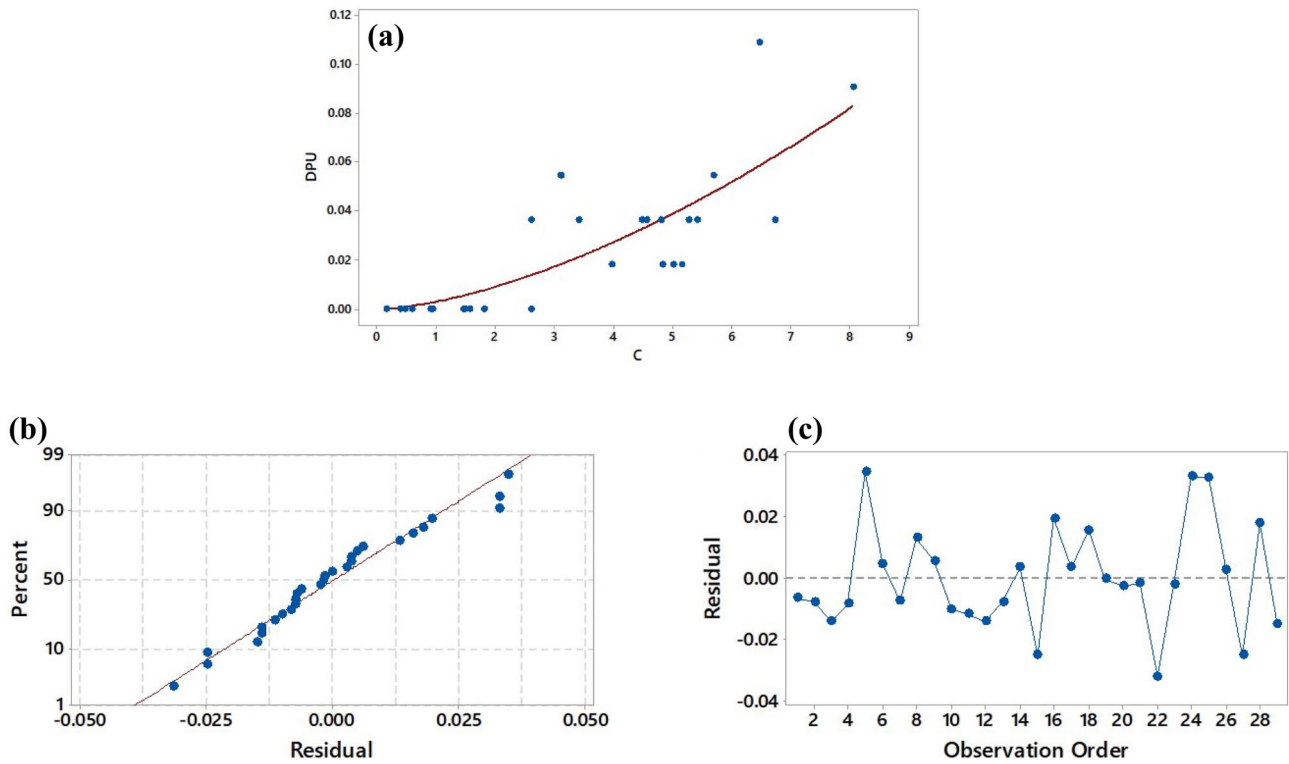 (a)
0.12
0.10
0.08
0.06
0.04
0.02
0.00
DPU
0 1 2 3 4 5 6 7 8 9
C
(b)
99
90
50
10
1
Percent
-0.050 -0.025 0.000 0.025 0.050
Residual
(c)
0.04
0.02
0.00
-0.02
-0.04
Residual
2 4 6 8 10 12 14 16 18 20 22 24 26 28
Observation Order